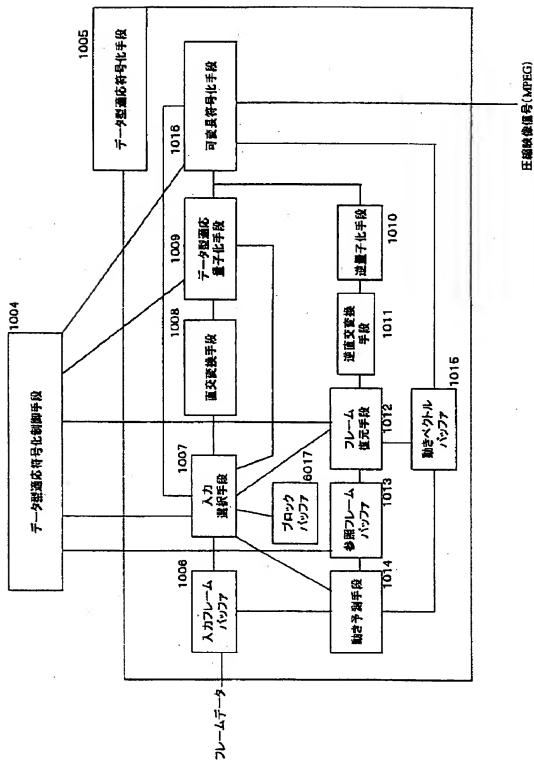 データ型適応符号化制御手段
1004
データ型適応符号化手段
1005
フレームデータ
入力フレーム
バッファ
1006
入力
選択手段
1007
直交変換手段
1008
データ型適応
量子化手段
1009
可変長符号化手段
1016
ブロック
バッファ
6017
動き予測手段
1014
参照フレーム
バッファ
1013
フレーム
復元手段
1012
逆直交変換
手段
1011
逆量子化手段
1010
動きベクトル
バッファ
1015
圧縮映像信号(MPEG)